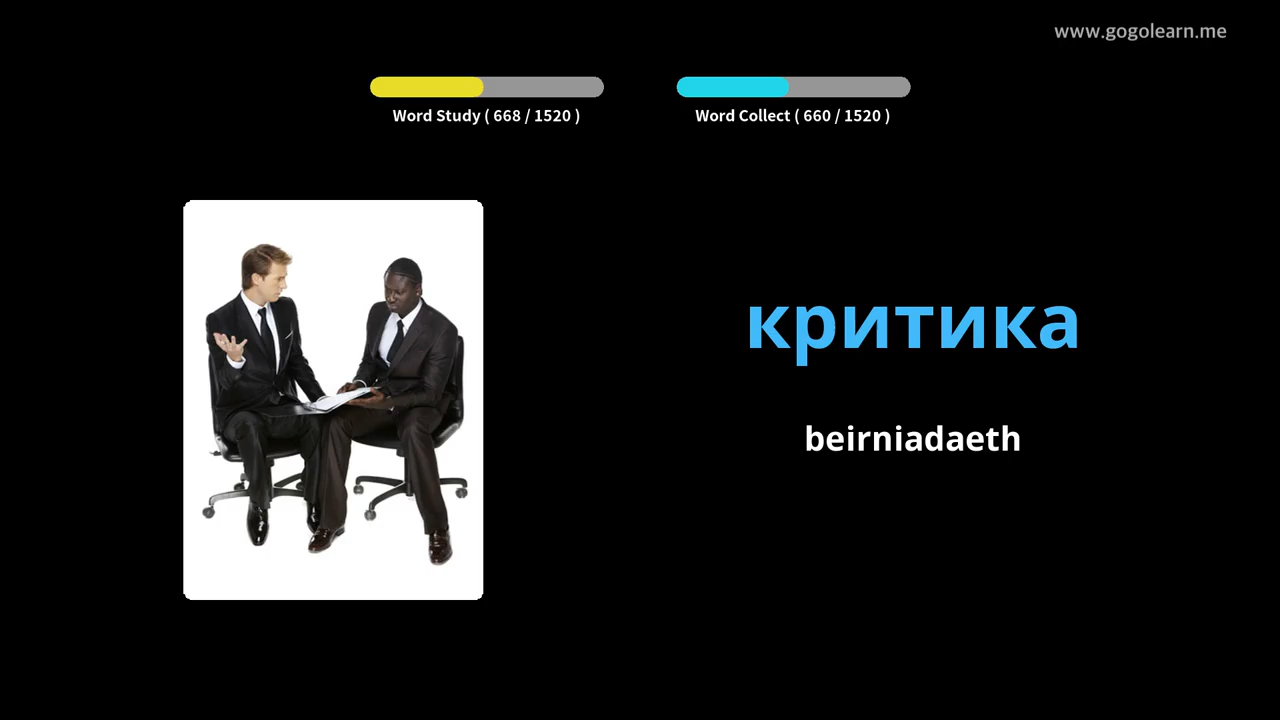 www.gogolearn.me
Word Study ( 668 / 1520 )
Word Collect ( 660 / 1520 )
критика
beirniadaeth